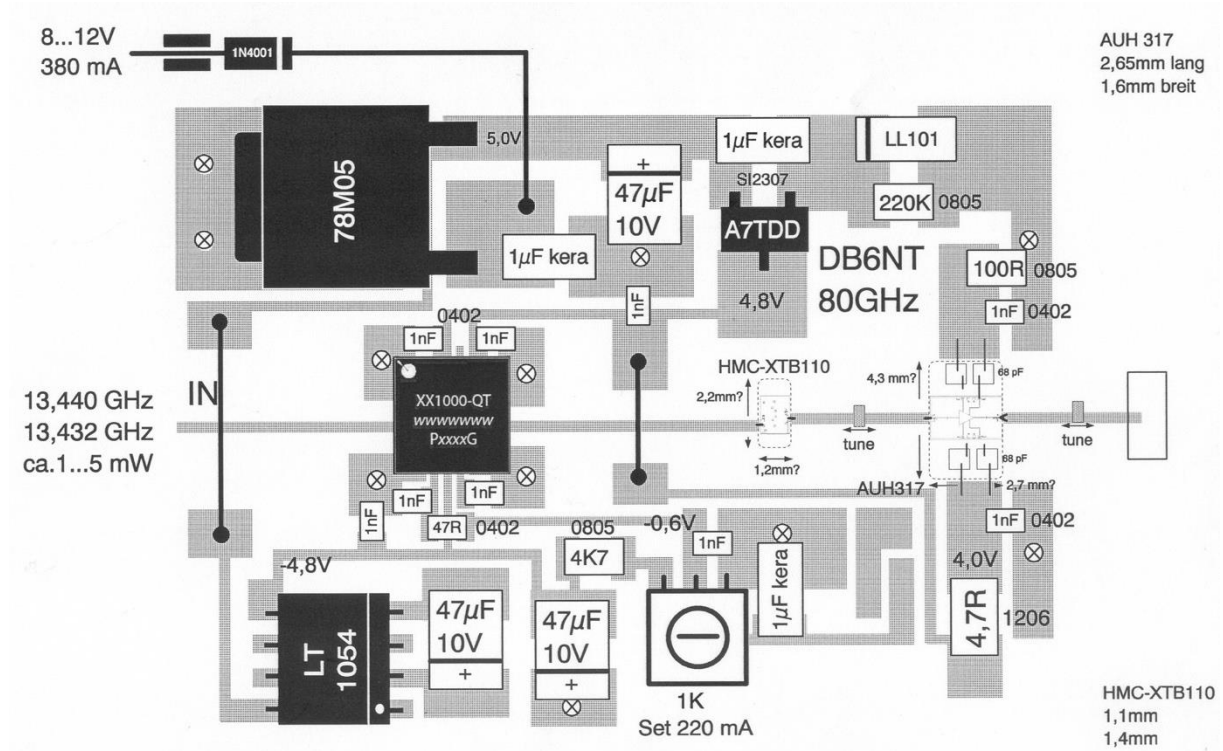 8...12V
380 mA
1N4001
AUH 317
2,65mm lang
1,6mm breit
78M05
5,0V
1µF kera
+
47µF
10V
1µF kera
SI2307
A7TDD
LL101
220K 0805
DB6NT
80GHz
100R 0805
1nF 0402
4,8V
1nF
0402
1nF
1nF
XX1000-QT
wwwwwww
PxxxxG
IN
13,440 GHz
13,432 GHz
ca.1...5 mW
HMC-XTB110
2,2mm?
1,2mm?
tune
4,3 mm?
68 pF
68 pF
AUH317
2,7 mm?
tune
1nF
1nF
1nF
47R 0402
0805
-0,6V
4K7
1nF
1µF kera
1nF 0402
4,0V
4,7R 1206
-4,8V
LT
1054
47µF
10V
+
47µF
10V
+
1K
Set 220 mA
HMC-XTB110
1,1mm
1,4mm